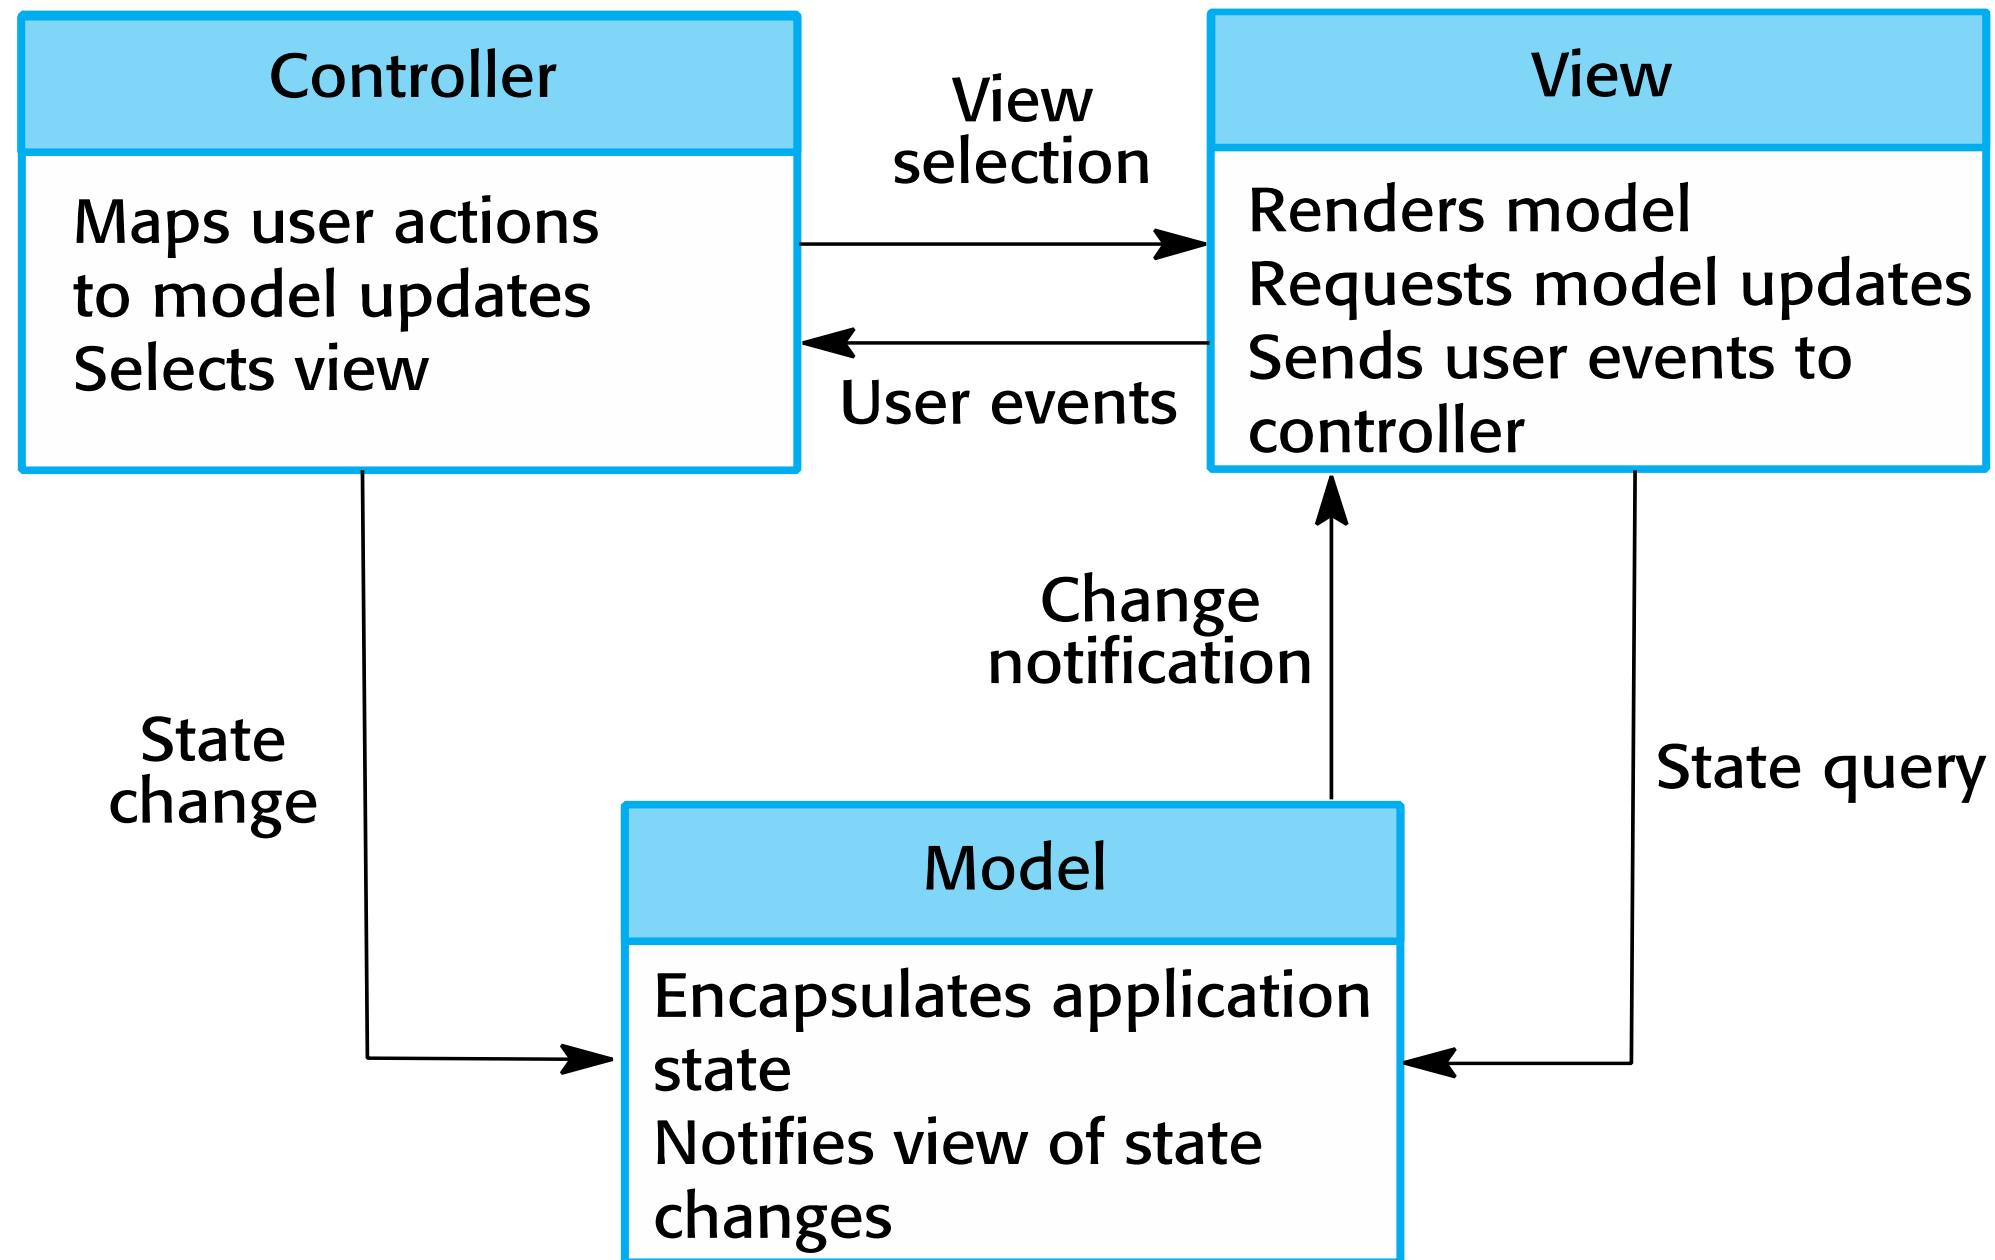 Controller
Maps user actions
to model updates
Selects view
View
selection
User events
View
Renders model
Requests model updates
Sends user events to
controller
Change
notification
State
change
State query
Model
Encapsulates application
state
Notifies view of state
changes